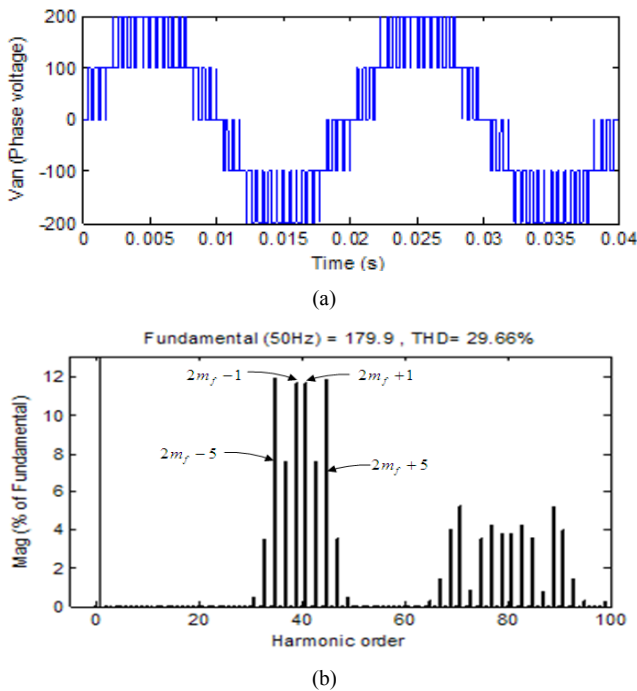 200
100
0
-100
-200
Van (Phase voltage)
0 0.005 0.01 0.015 0.02 0.025 0.03 0.035 0.04
Time (s)
(a)
Fundamental (50Hz) = 179.9 , THD= 29.66%
12
10
8
6
4
2
0
Mag (% of Fundamental)
2m_f − 1
2m_f + 1
2m_f − 5
2m_f + 5
0 20 40 60 80 100
Harmonic order
(b)